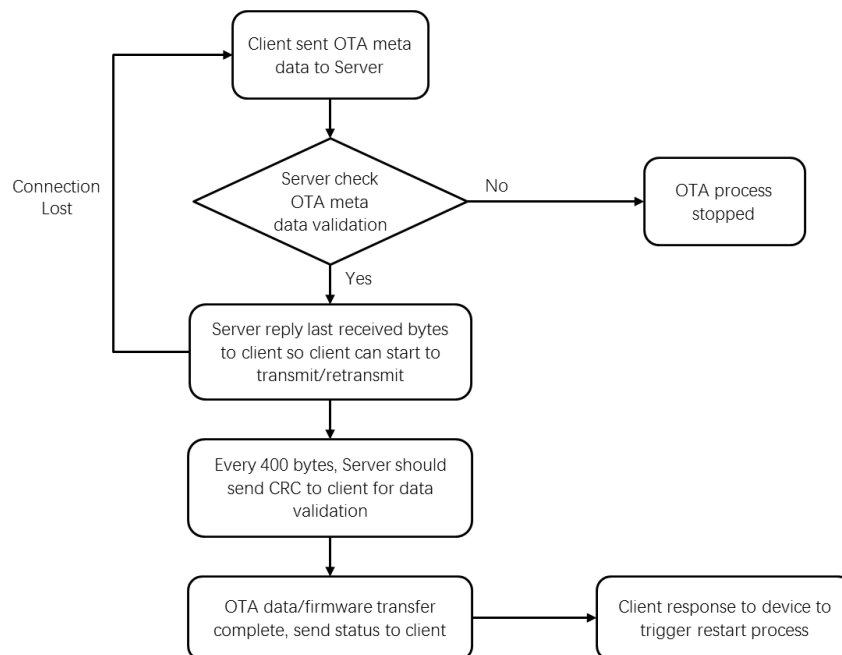 Client sent OTA meta
data to Server
Connection
Lost
Server check
OTA meta
data validation
No
OTA process
stopped
Yes
Server reply last received bytes
to client so client can start to
transmit/retransmit
Every 400 bytes, Server should
send CRC to client for data
validation
OTA data/firmware transfer
complete, send status to client
Client response to device to
trigger restart process